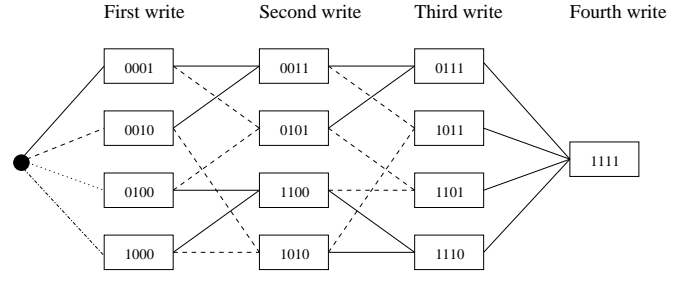 First write Second write Third write Fourth write
0001 0011 0111
0010 0101 1011
1111
0100 1100 1101
1000 1010 1110